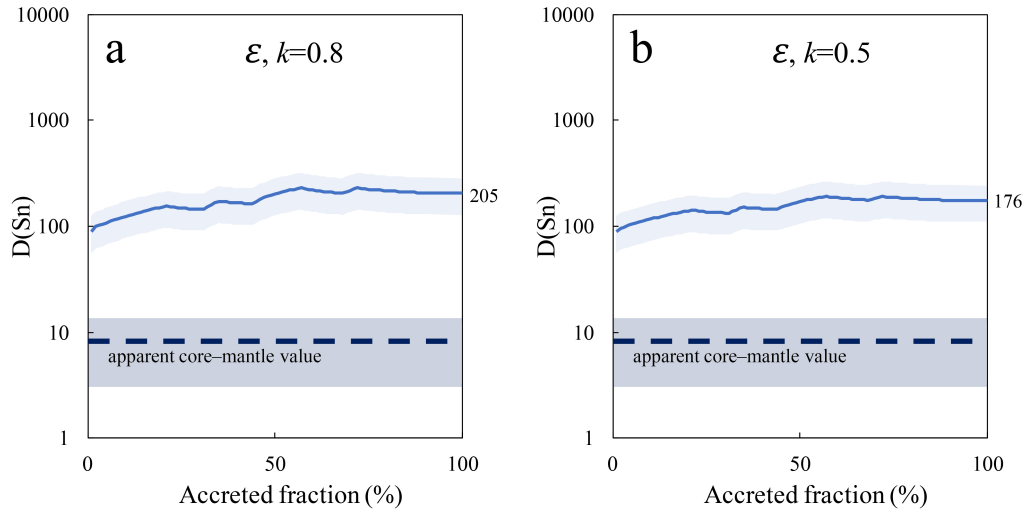 a
ε, k=0.8
10000
1000
100
10
1
D(Sn)
205
apparent core–mantle value
0
50
100
Accreted fraction (%)
b
ε, k=0.5
10000
1000
100
10
1
D(Sn)
176
apparent core–mantle value
0
50
100
Accreted fraction (%)